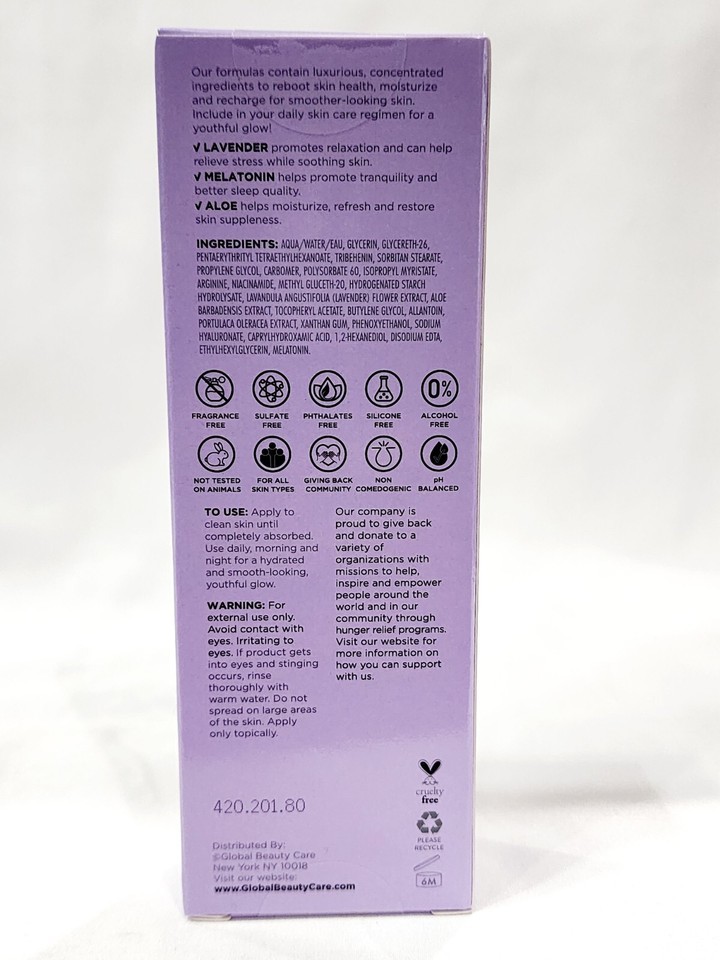 Our formulas contain luxurious, concentrated
ingredients to reboot skin health, moisturize
and recharge for smoother-looking skin.
Include in your daily skin care regimen for a
youthful glow!
√ LAVENDER promotes relaxation and can help
relieve stress while soothing skin.
√ MELATONIN helps promote tranquility and
better sleep quality.
√ ALOE helps moisturize, refresh and restore
skin suppleness.
INGREDIENTS: AQUA/WATER/EAU, GLYCERIN, GLYCERETH-26,
PENTAERYTHRITYL TETRAETHYLHEXANOATE, TRIBEHENIN, SORBITAN STEARATE,
PROPYLENE GLYCOL, CARBOMER, POLYSORBATE 60, ISOPROPYL MYRISTATE,
ARGININE, NIACINAMIDE, METHYL GLUCETH-20, HYDROGENATED STARCH
HYDROLYSATE, LAVANDULA ANGUSTIFOLIA (LAVENDER) FLOWER EXTRACT, ALOE
BARBADENSIS EXTRACT, TOCOPHERYL ACETATE, BUTYLENE GLYCOL, ALLANTOIN,
PORTULACA OLERACEA EXTRACT, XANTHAN GUM, PHENOXYETHANOL, SODIUM
HYALURONATE, CAPRYLHYDROXAMIC ACID, 1,2-HEXANEDIOL, DISODIUM EDTA,
ETHYLHEXYLGLYCERIN, MELATONIN.
0%
FRAGRANCE FREE
SULFATE FREE
PHTHALATES FREE
SILICONE FREE
ALCOHOL FREE
NOT TESTED ON ANIMALS
FOR ALL SKIN TYPES
GIVING BACK COMMUNITY
NON COMEDOGENIC
pH BALANCED
TO USE: Apply to
clean skin until
completely absorbed.
Use daily, morning and
night for a hydrated
and smooth-looking,
youthful glow.
WARNING: For
external use only.
Avoid contact with
eyes. Irritating to
eyes. If product gets
into eyes and stinging
occurs, rinse
thoroughly with
warm water. Do not
spread on large areas
of the skin. Apply
only topically.
Our company is
proud to give back
and donate to a
variety of
organizations with
missions to help,
inspire and empower
people around the
world and in our
community through
hunger relief programs.
Visit our website for
more information on
how you can support
with us.
420.201.80
Distributed By:
©Global Beauty Care
New York NY 10018
Visit our website:
www.GlobalBeautyCare.com
cruelty
free
PLEASE
RECYCLE
6M